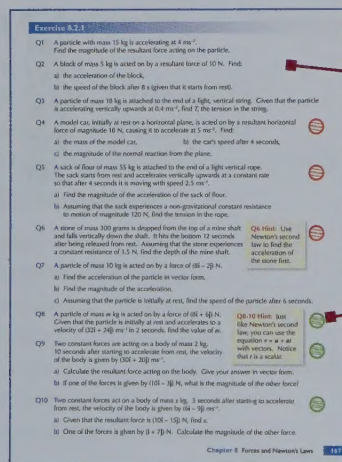 Exercise 8.2.1
Q1 A particle with mass 15 kg is accelerating at 4 ms⁻².
Find the magnitude of the resultant force acting on the particle.
Q2 A block of mass 5 kg is acted on by a resultant force of 10 N. Find:
a) the acceleration of the block,
b) the speed of the block after 8 s (given that it starts from rest).
Q3 A particle of mass 18 kg is attached to the end of a light, vertical string. Given that the particle
is accelerating vertically upwards at 0.4 ms⁻², find T, the tension in the string.
Q4 A model car, initially at rest on a horizontal plane, is acted on by a resultant horizontal
force of magnitude 18 N, causing it to accelerate at 5 ms⁻². Find:
a) the mass of the model car, b) the car's speed after 4 seconds,
c) the magnitude of the normal reaction from the plane.
Q5 A sack of flour of mass 55 kg is attached to the end of a light vertical rope.
The sack starts from rest and accelerates vertically upwards at a constant rate
so that after 4 seconds it is moving with speed 2.5 ms⁻¹.
a) Find the magnitude of the acceleration of the sack of flour.
b) Assuming that the sack experiences a non-gravitational constant resistance
to motion of magnitude 120 N, find the tension in the rope.
Q6 A stone of mass 300 grams is dropped from the top of a mine shaft
and falls vertically down the shaft. It hits the bottom 12 seconds
after being released from rest. Assuming that the stone experiences
a constant resistance of 1.5 N, find the depth of the mine shaft.
Q6 Hint: Use
Newton's second
law to find the
acceleration of
the stone first.
Q7 A particle of mass 10 kg is acted on by a force of (8i – 2j) N.
a) Find the acceleration of the particle in vector form.
b) Find the magnitude of the acceleration.
c) Assuming that the particle is initially at rest, find the speed of the particle after 6 seconds.
Q8 A particle of mass w kg is acted on by a force of (8i + 6j) N.
Given that the particle is initially at rest and accelerates to a
velocity of (32i + 24j) ms⁻¹ in 2 seconds, find the value of w.
Q8-10 Hint: Just
like Newton's second
law, you can use the
equation v = u + at
with vectors. Notice
that t is a scalar.
Q9 Two constant forces are acting on a body of mass 2 kg.
10 seconds after starting to accelerate from rest, the velocity
of the body is given by (30i + 20j) ms⁻¹.
a) Calculate the resultant force acting on the body. Give your answer in vector form.
b) If one of the forces is given by (10i – 3j) N, what is the magnitude of the other force?
Q10 Two constant forces act on a body of mass x kg. 3 seconds after starting to accelerate
from rest, the velocity of the body is given by (6i – 9j) ms⁻¹.
a) Given that the resultant force is (10i – 15j) N, find x.
b) One of the forces is given by (i + 7j) N. Calculate the magnitude of the other force.
Chapter 8 Forces and Newton's Laws 167